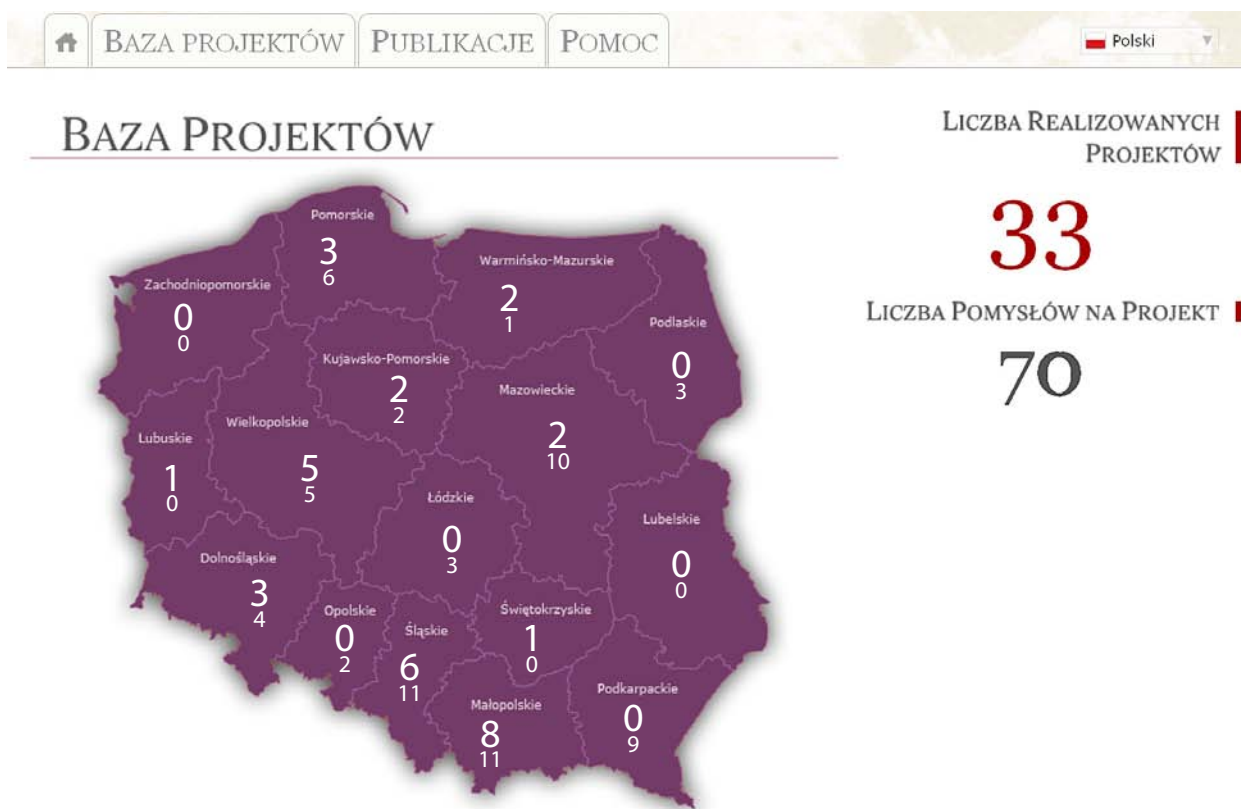 BAZA PROJEKTÓW PUBLIKACJE POMOC Polski
BAZA PROJEKTÓW
LICZBA REALIZOWANYCH
PROJEKTÓW
33
LICZBA POMYSŁÓW NA PROJEKT
70
Pomorskie
3
6
Warmińsko-Mazurskie
2
1
Zachodniopomorskie
0
0
Podlaskie
0
3
Kujawsko-Pomorskie
2
2
Mazowieckie
2
10
Wielkopolskie
5
5
Lubuskie
1
0
Łódzkie
0
3
Lubelskie
0
0
Dolnośląskie
3
4
Opolskie
0
2
Śląskie
6
11
Świętokrzyskie
1
0
Małopolskie
8
11
Podkarpackie
0
9